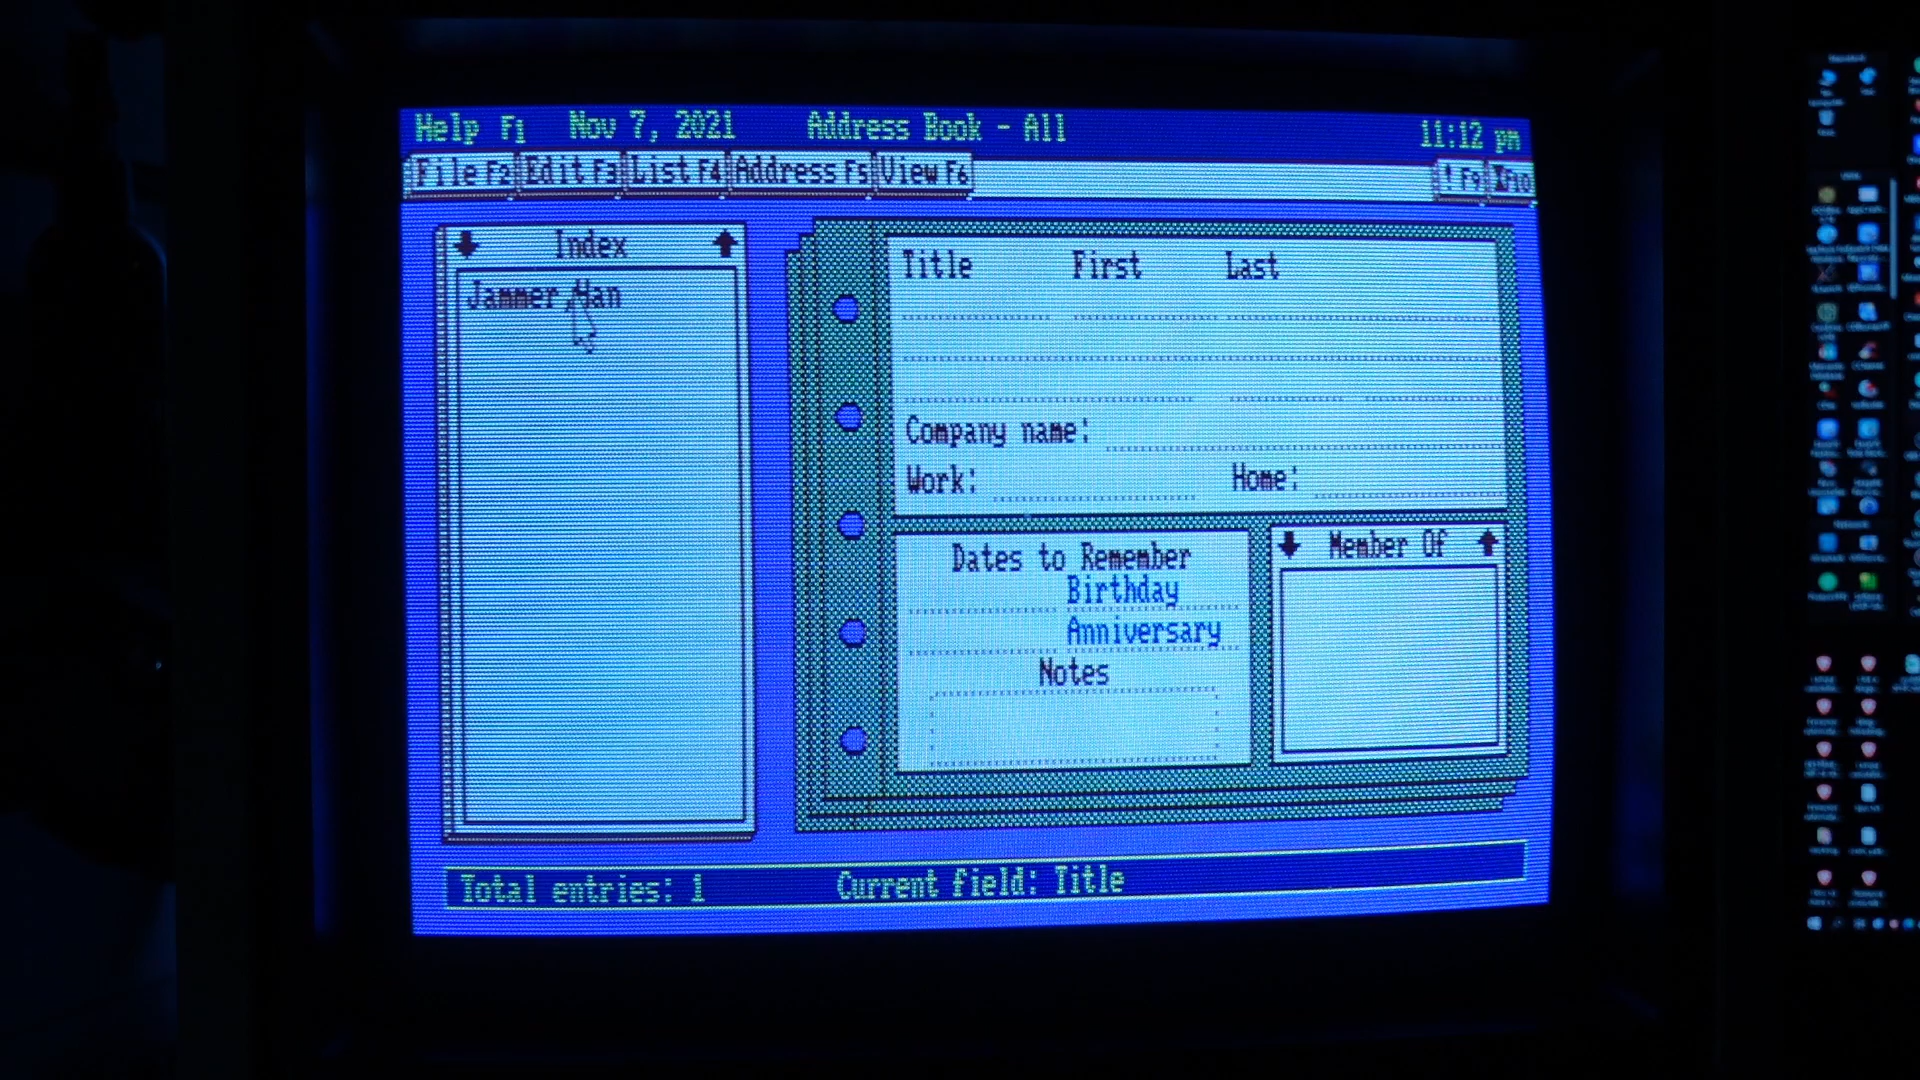 Help F1 Nov 7, 2021 Address Book - All 11:12 pm
File F2 Edit F3 List F4 Address F5 View F6 ! F9 X F10
Index
Jammer, Man
Title First Last
Company name:
Work: Home:
Dates to Remember
Birthday
Anniversary
Notes
Member Of
Total entries: 1 Current field: Title